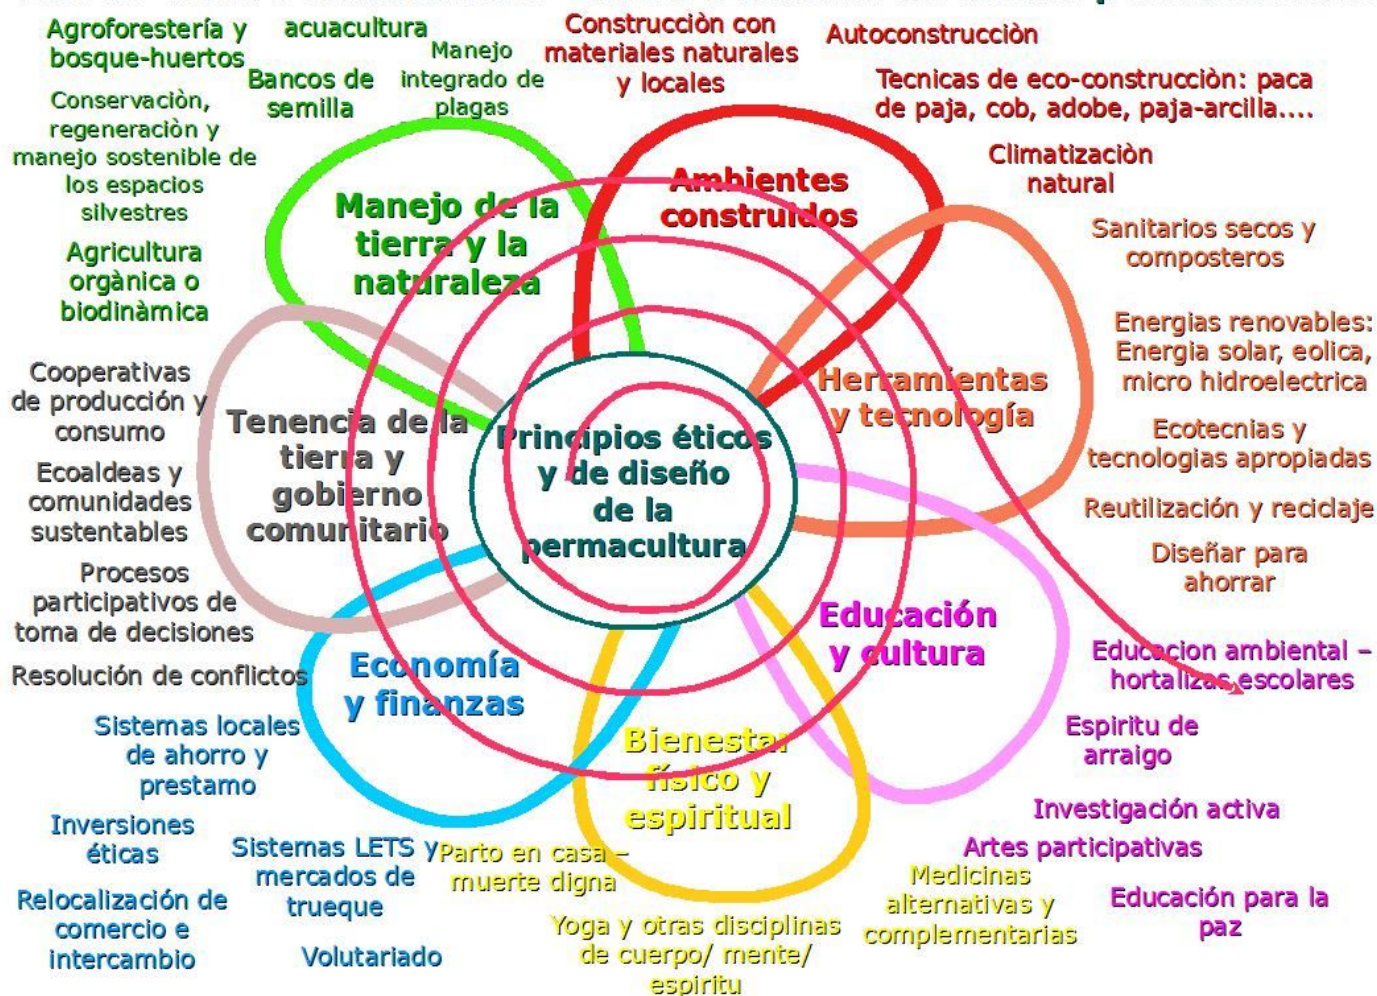 Agroforesterìa y
bosque-huertos
acuacultura
Bancos de
semilla
Manejo
integrado de
plagas
Conservaciòn,
regeneraciòn y
manejo sostenible de
los espacios
silvestres
Agricultura
orgànica o
biodinàmica
Manejo de la
tierra y la
naturaleza
Construcciòn con
materiales naturales
y locales
Autoconstrucciòn
Tecnicas de eco-construcciòn: paca
de paja, cob, adobe, paja-arcilla....
Climatizaciòn
natural
Ambientes
construidos
Sanitarios secos y
composteros
Energias renovables:
Energia solar, eolica,
micro hidroelectrica
Ecotecnias y
tecnologias apropiadas
Reutilización y reciclaje
Diseñar para
ahorrar
Herramientas
y tecnología
Cooperativas
de producción y
consumo
Ecoaldeas y
comunidades
sustentables
Procesos
participativos de
toma de decisiones
Resolución de conflictos
Tenencia de la
tierra y
gobierno
comunitario
Principios éticos
y de diseño
de la
permacultura
Educación
y cultura
Educacion ambiental –
hortalizas escolares
Espiritu de
arraigo
Investigación activa
Artes participativas
Educación para la
paz
Economía
y finanzas
Sistemas locales
de ahorro y
prestamo
Inversiones
éticas
Sistemas LETS y
mercados de
trueque
Relocalización de
comercio e
intercambio
Volutariado
Bienestar
físico y
espiritual
Parto en casa –
muerte digna
Yoga y otras disciplinas
de cuerpo/ mente/
espiritu
Medicinas
alternativas y
complementarias